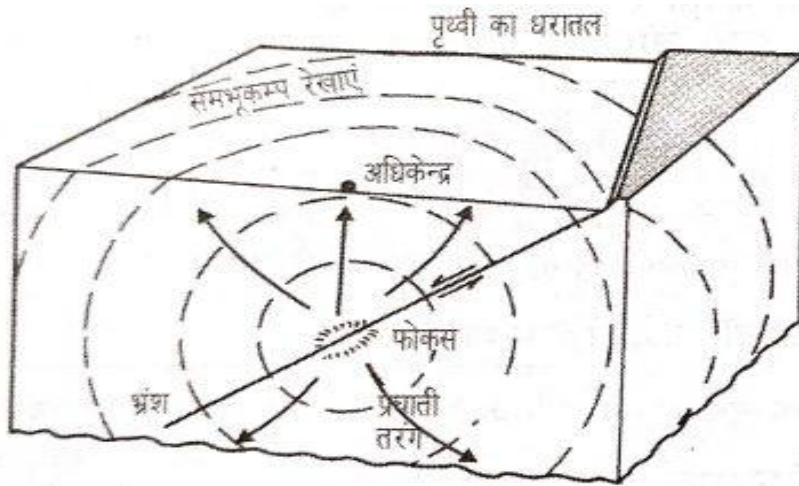 पृथ्वी का धरातल
समभूकम्प रेखाएं
अधिकेन्द्र
फोकस
भ्रंश
प्रघाती
तरंग